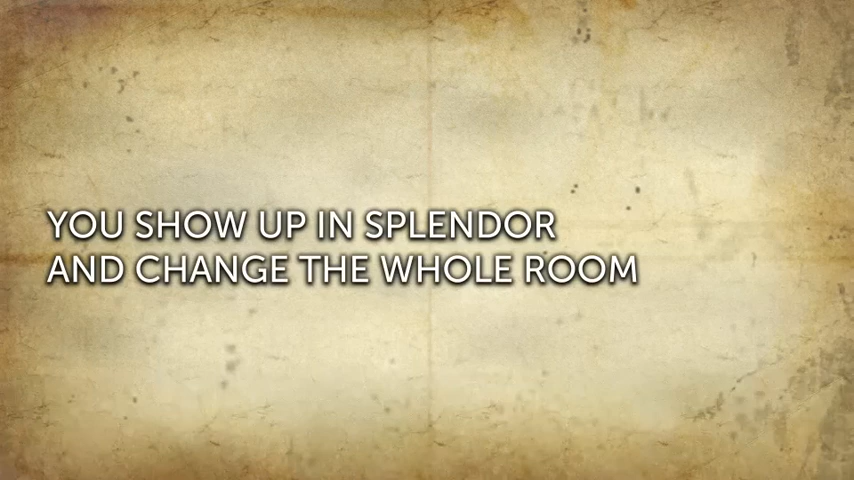 YOU SHOW UP IN SPLENDOR
AND CHANGE THE WHOLE ROOM